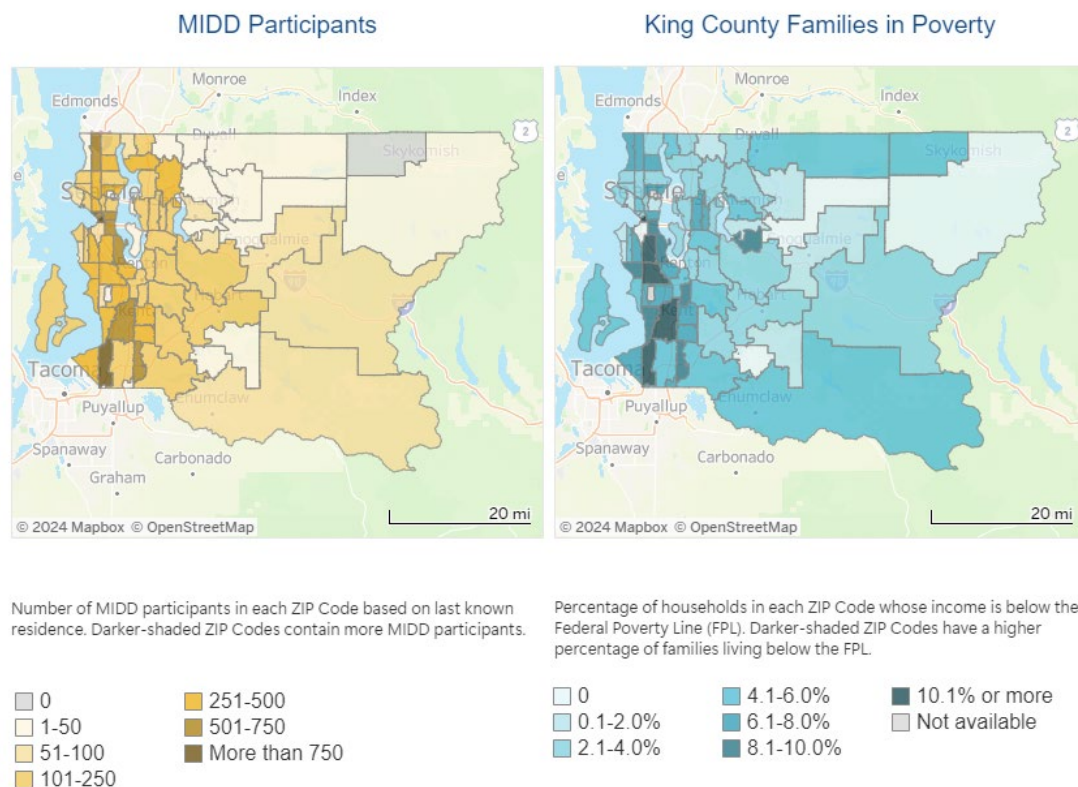 MIDD Participants
King County Families in Poverty
Monroe
Edmonds
Index
Duvall
2
Skykomish
Kent
Tacoma
Puyallup
Spanaway
Carbonado
Graham
© 2024 Mapbox © OpenStreetMap
20 mi
Monroe
Edmonds
Index
Duvall
2
Skykomish
Kent
Tacoma
Puyallup
Spanaway
Carbonado
Graham
© 2024 Mapbox © OpenStreetMap
20 mi
Number of MIDD participants in each ZIP Code based on last known
residence. Darker-shaded ZIP Codes contain more MIDD participants.
0
1-50
51-100
101-250
251-500
501-750
More than 750
Percentage of households in each ZIP Code whose income is below the
Federal Poverty Line (FPL). Darker-shaded ZIP Codes have a higher
percentage of families living below the FPL.
0
0.1-2.0%
2.1-4.0%
4.1-6.0%
6.1-8.0%
8.1-10.0%
10.1% or more
Not available